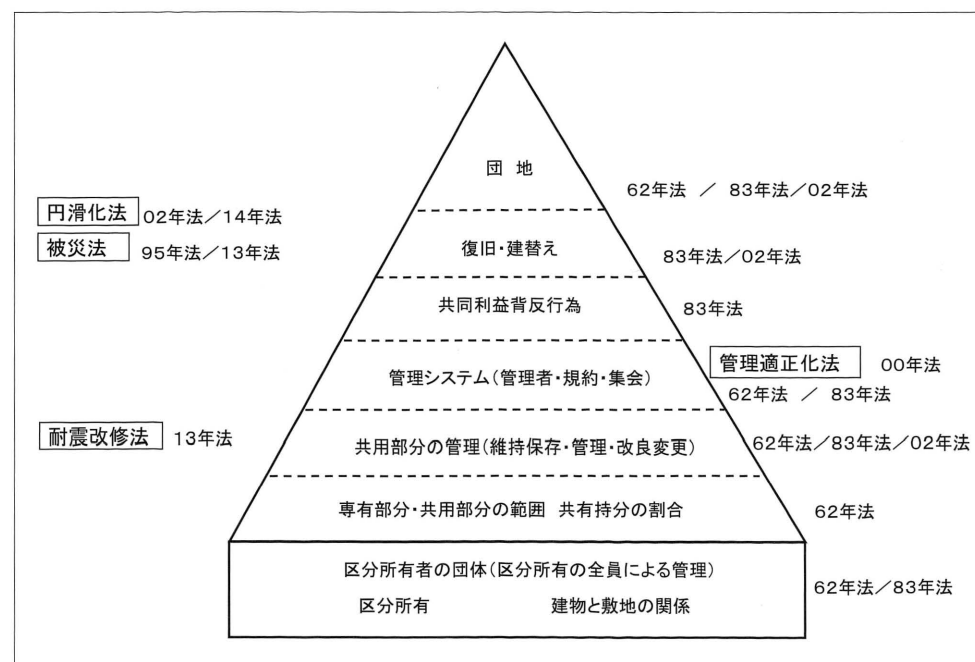 団 地
62年法 / 83年法/02年法
円滑化法 02年法/14年法
被災法 95年法/13年法
復旧・建替え
83年法/02年法
共同利益背反行為
83年法
管理適正化法 00年法
管理システム(管理者・規約・集会)
62年法 / 83年法
耐震改修法 13年法
共用部分の管理(維持保存・管理・改良変更)
62年法/83年法/02年法
専有部分・共用部分の範囲 共有持分の割合
62年法
区分所有者の団体(区分所有の全員による管理)
62年法/83年法
区分所有 建物と敷地の関係